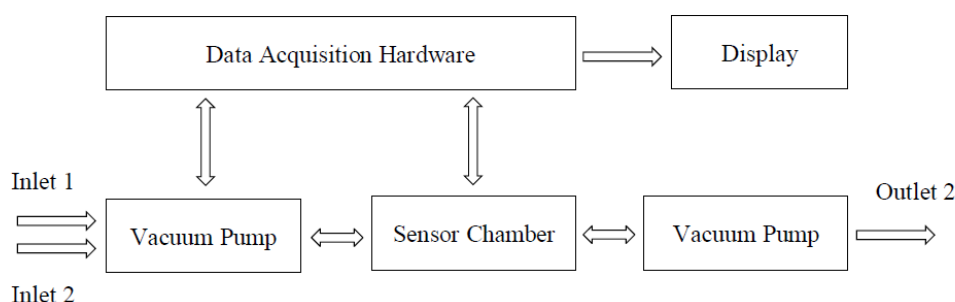 Data Acquisition Hardware
Display
Inlet 1
Outlet 2
Vacuum Pump
Sensor Chamber
Vacuum Pump
Inlet 2